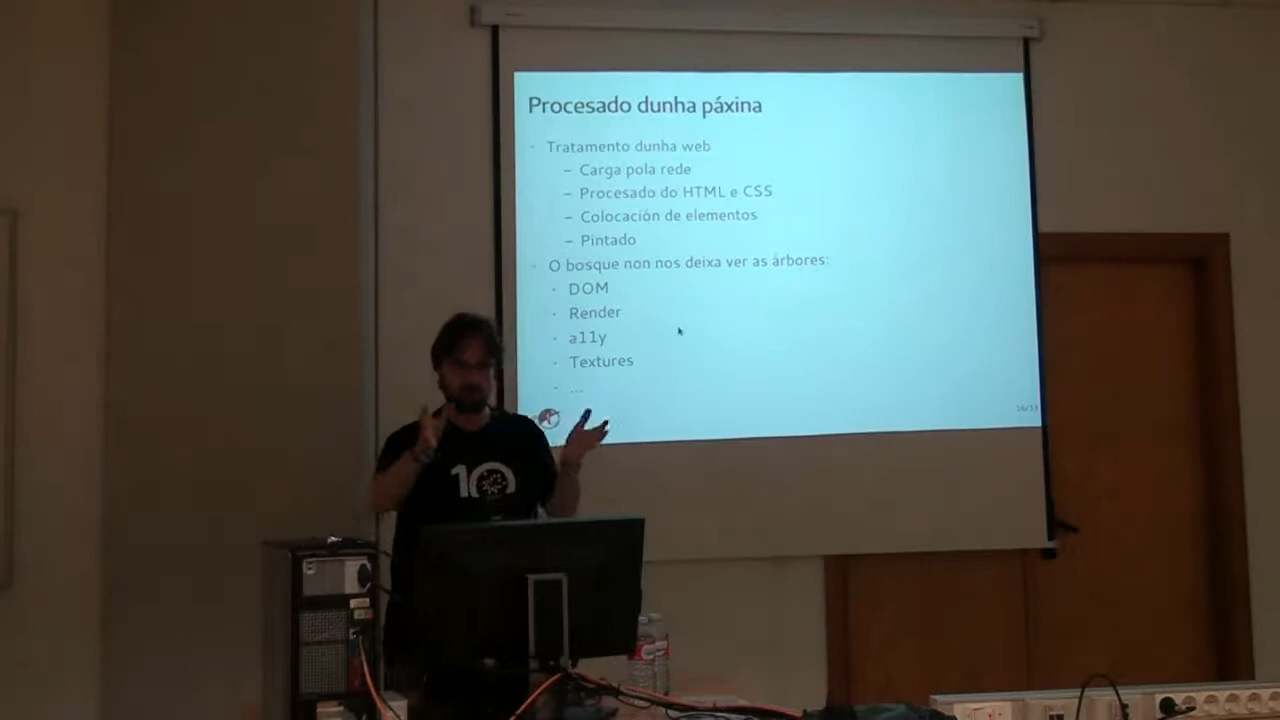 Procesado dunha páxina
- Tratamento dunha web
– Carga pola rede
– Procesado do HTML e CSS
– Colocación de elementos
– Pintado
- O bosque non nos deixa ver as árbores:
- DOM
- Render
- a11y
- Textures
- ...
10